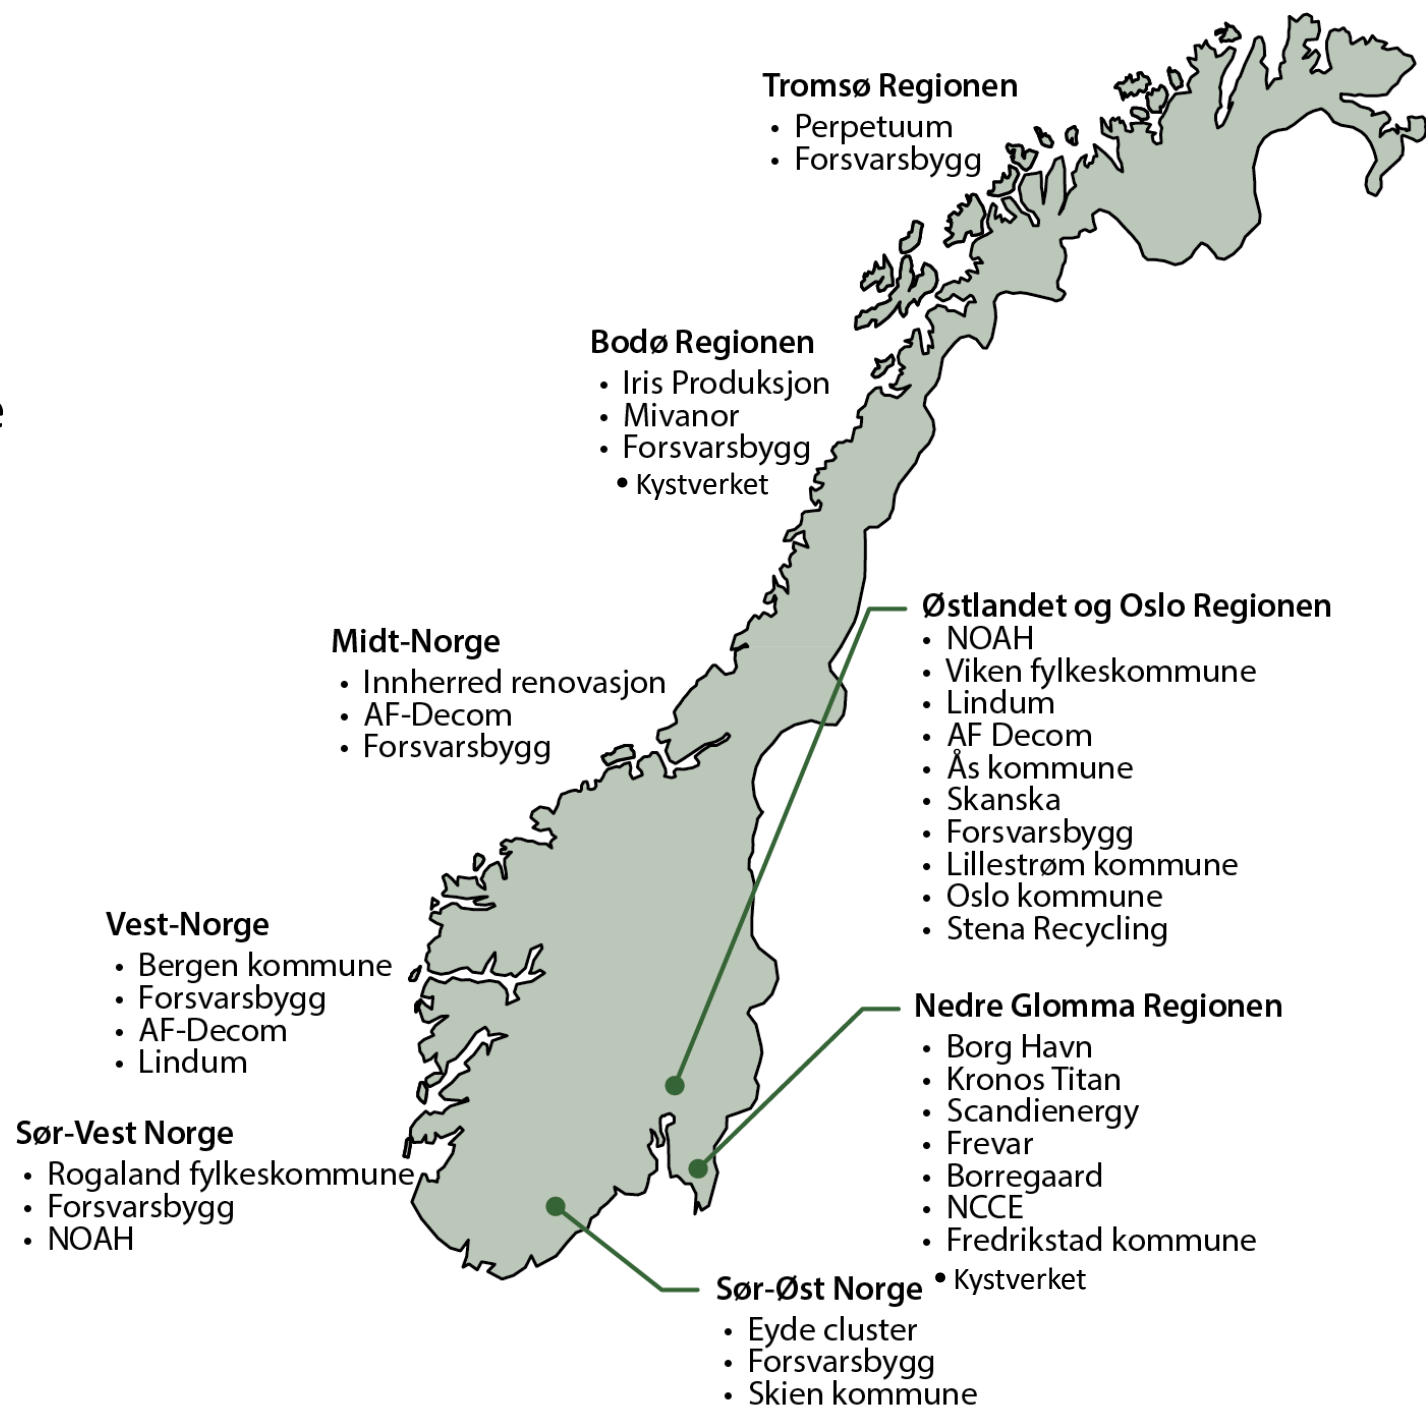 Tromsø Regionen
• Perpetuum
• Forsvarsbygg
Bodø Regionen
• Iris Produksjon
• Mivanor
• Forsvarsbygg
• Kystverket
Midt-Norge
• Innherred renovasjon
• AF-Decom
• Forsvarsbygg
Østlandet og Oslo Regionen
• NOAH
• Viken fylkeskommune
• Lindum
• AF Decom
• Ås kommune
• Skanska
• Forsvarsbygg
• Lillestrøm kommune
• Oslo kommune
• Stena Recycling
Vest-Norge
• Bergen kommune
• Forsvarsbygg
• AF-Decom
• Lindum
Nedre Glomma Regionen
• Borg Havn
• Kronos Titan
• Scandienergy
• Frevar
• Borregaard
• NCCE
• Fredrikstad kommune
• Kystverket
Sør-Vest Norge
• Rogaland fylkeskommune
• Forsvarsbygg
• NOAH
Sør-Øst Norge
• Eyde cluster
• Forsvarsbygg
• Skien kommune